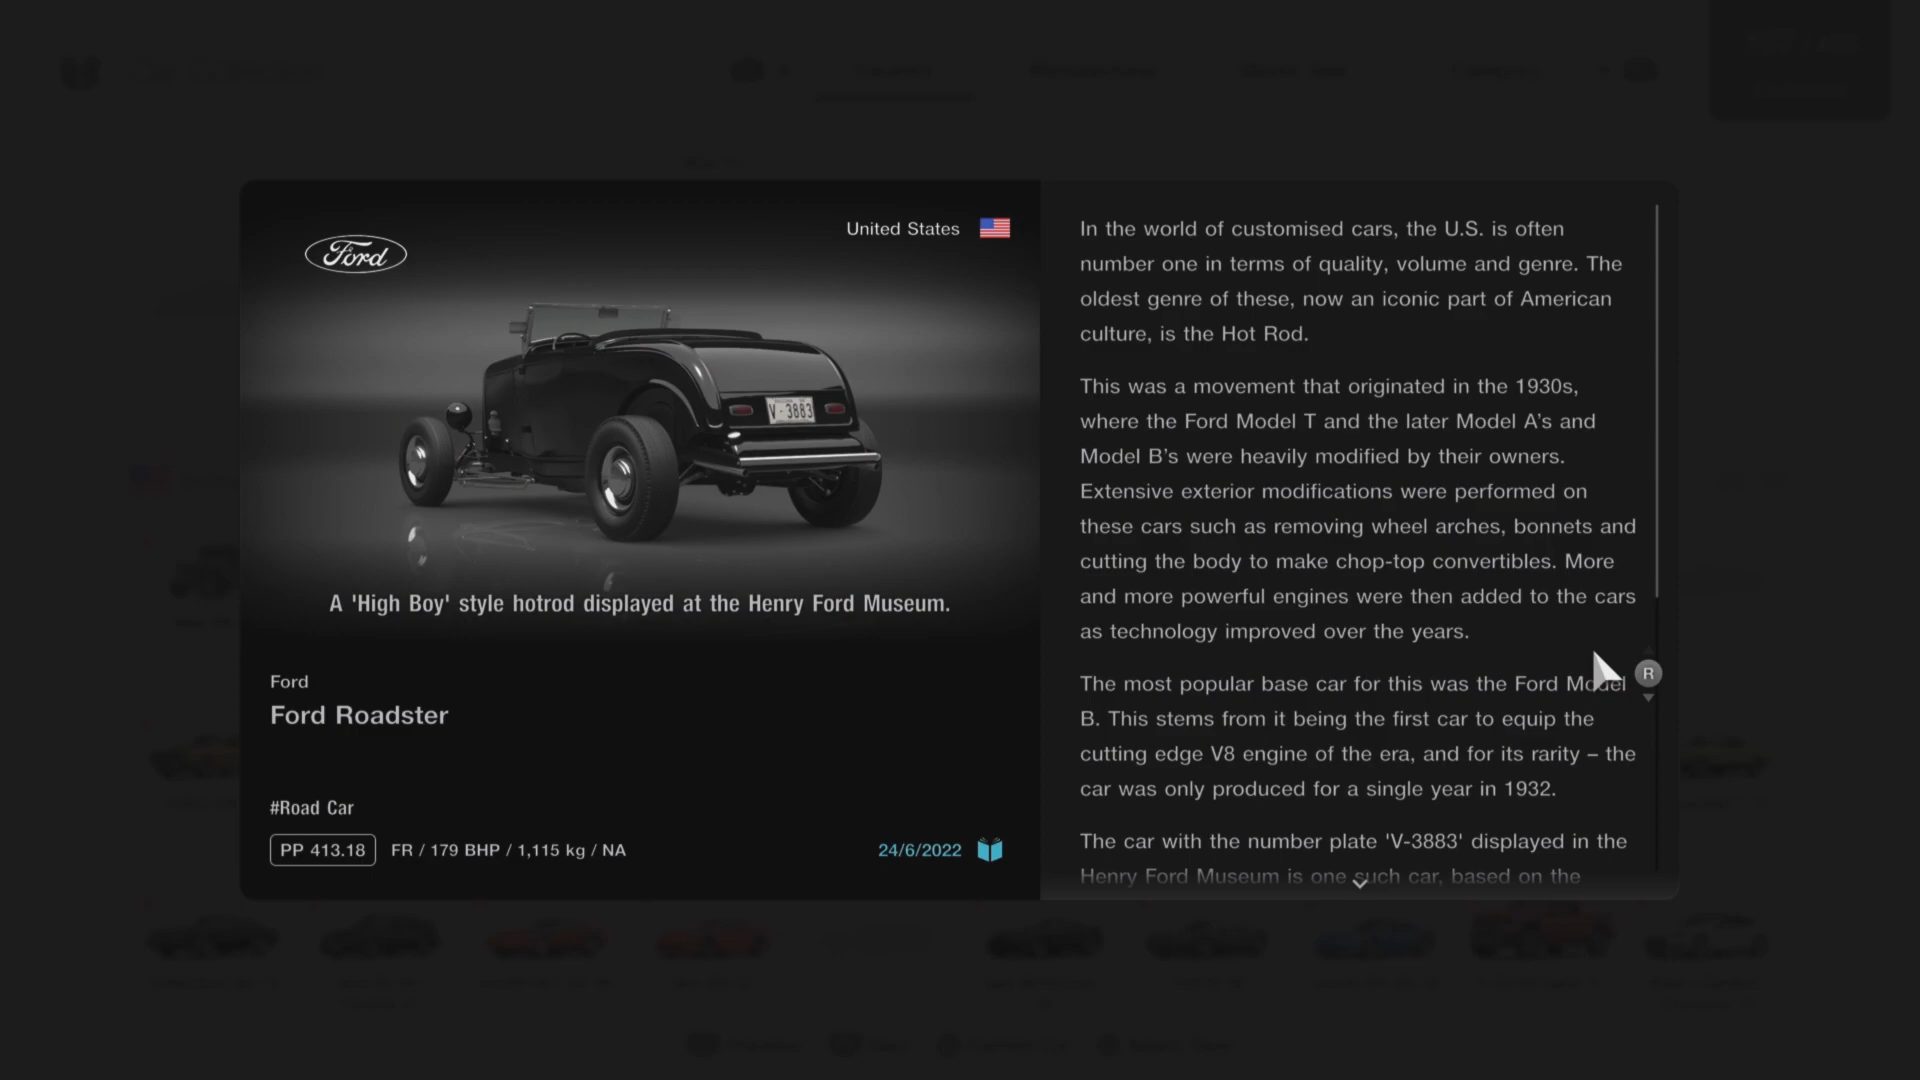 United States
Ford
V-3883
A 'High Boy' style hotrod displayed at the Henry Ford Museum.
Ford
Ford Roadster
#Road Car
PP 413.18
FR / 179 BHP / 1,115 kg / NA
24/6/2022
In the world of customised cars, the U.S. is often
number one in terms of quality, volume and genre. The
oldest genre of these, now an iconic part of American
culture, is the Hot Rod.
This was a movement that originated in the 1930s,
where the Ford Model T and the later Model A’s and
Model B’s were heavily modified by their owners.
Extensive exterior modifications were performed on
these cars such as removing wheel arches, bonnets and
cutting the body to make chop-top convertibles. More
and more powerful engines were then added to the cars
as technology improved over the years.
The most popular base car for this was the Ford Model
B. This stems from it being the first car to equip the
cutting edge V8 engine of the era, and for its rarity – the
car was only produced for a single year in 1932.
The car with the number plate 'V-3883' displayed in the
Henry Ford Museum is one such car, based on the
R